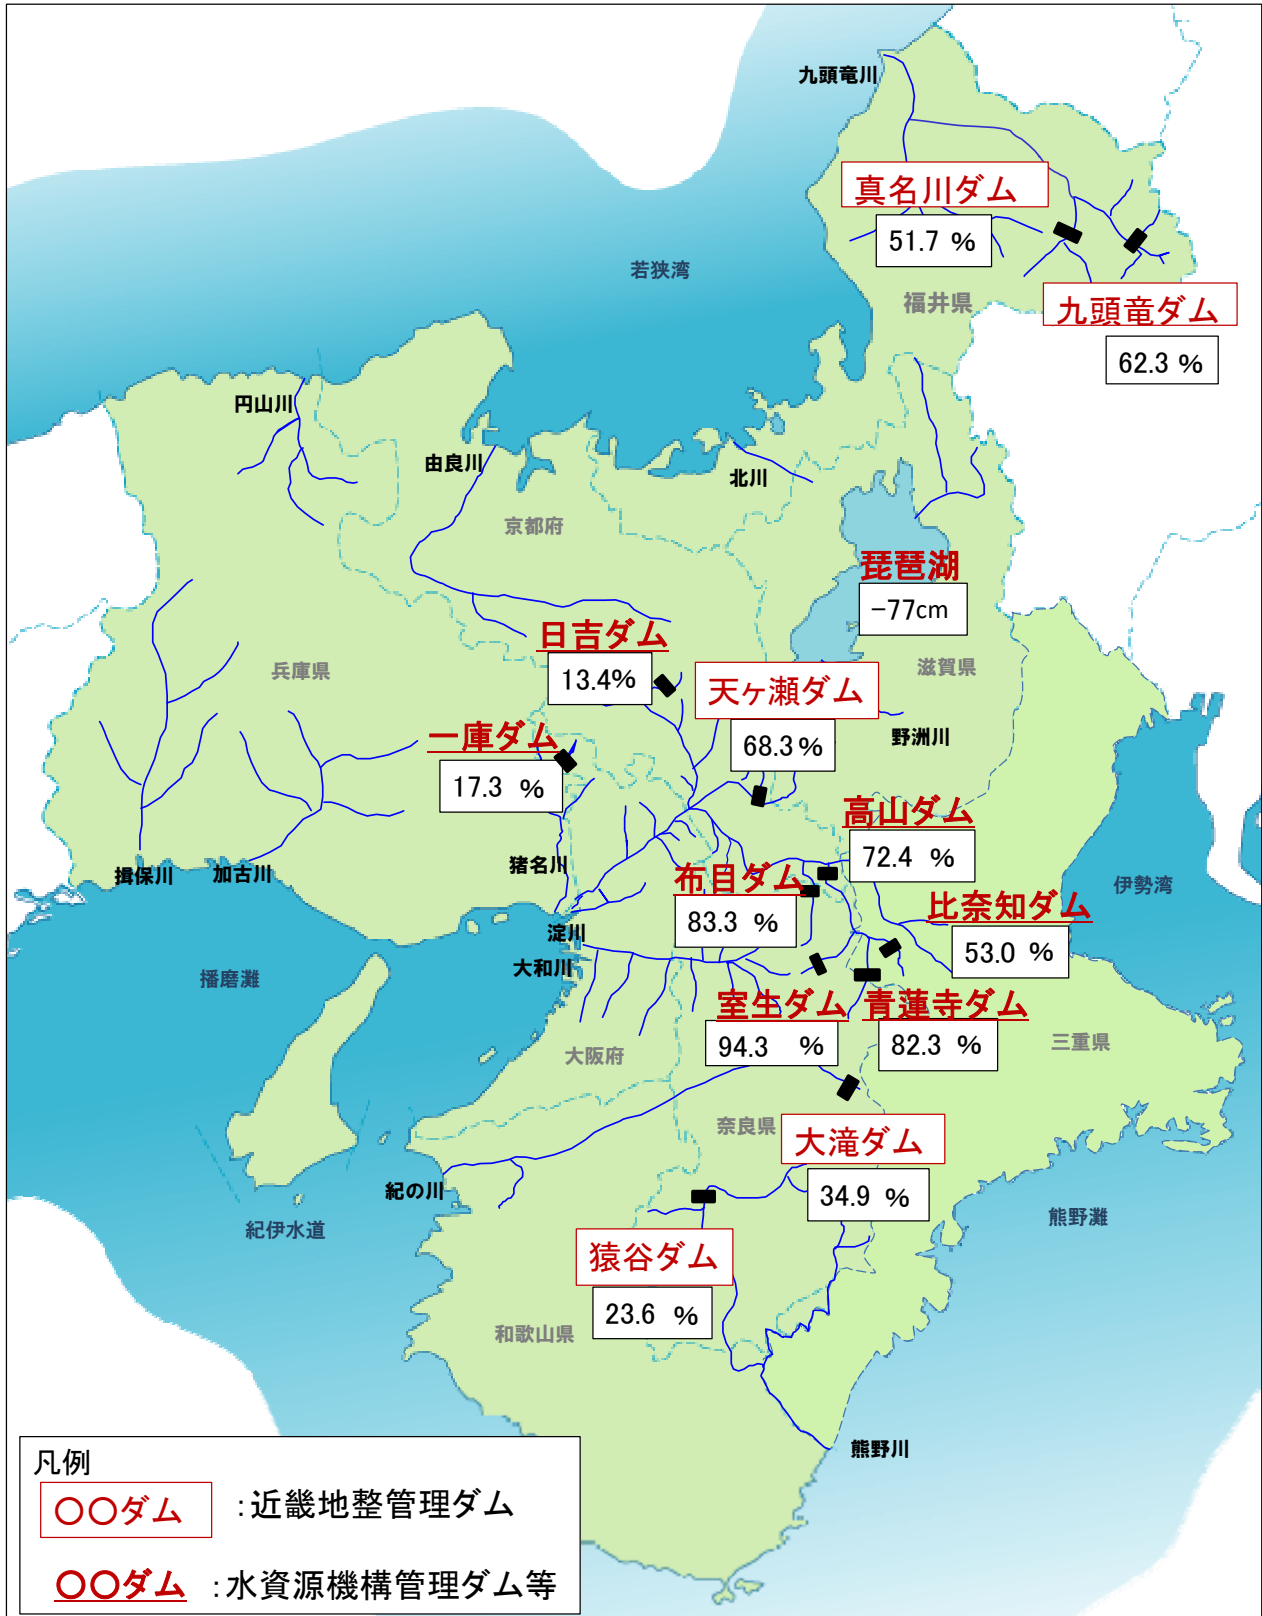 九頭竜川
真名川ダム
51.7 %
若狭湾
福井県
九頭竜ダム
62.3 %
円山川
由良川
北川
京都府
琵琶湖
−77cm
日吉ダム
13.4%
兵庫県
滋賀県
天ヶ瀬ダム
68.3%
野洲川
一庫ダム
17.3 %
高山ダム
72.4 %
猪名川
揖保川
加古川
布目ダム
83.3 %
伊勢湾
比奈知ダム
53.0 %
淀川
大和川
播磨灘
室生ダム
94.3 %
青蓮寺ダム
82.3 %
大阪府
三重県
奈良県
大滝ダム
34.9 %
紀の川
紀伊水道
熊野灘
猿谷ダム
23.6 %
和歌山県
熊野川
凡例
〇〇ダム :近畿地整管理ダム
〇〇ダム :水資源機構管理ダム等